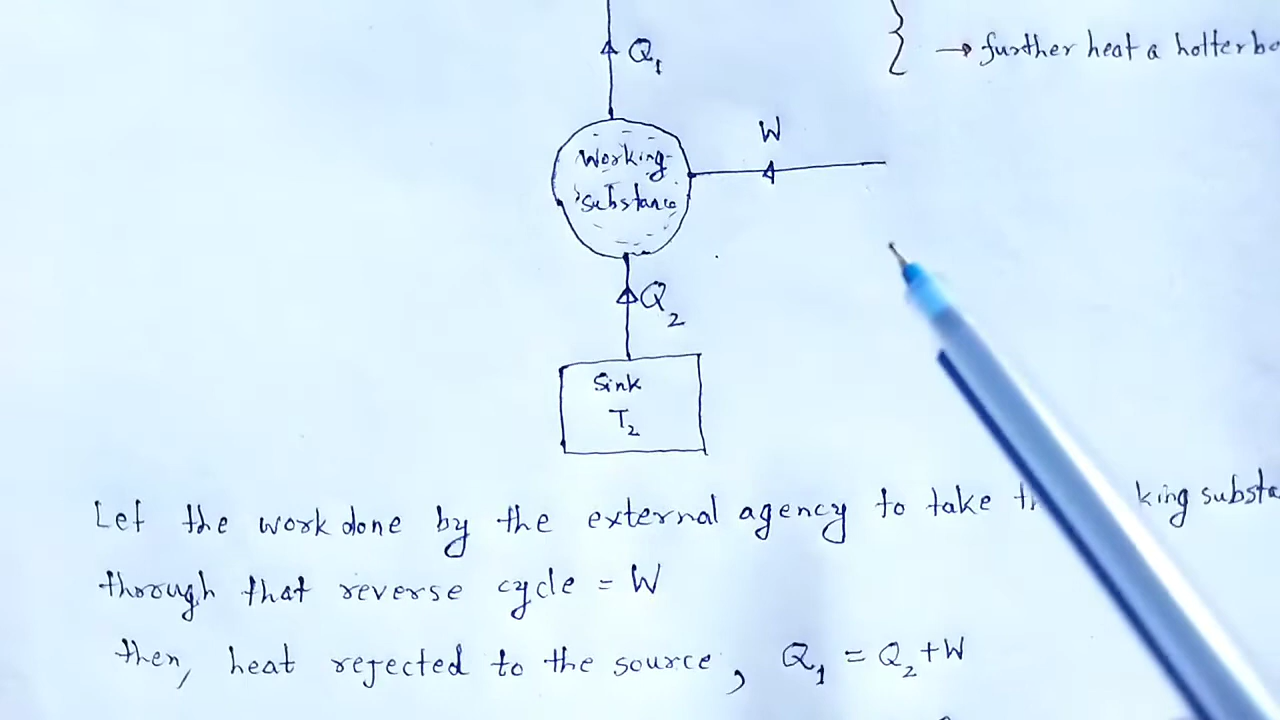 Q₁
→ further heat a hotter bo
W
Working
substance
Q₂
Sink
T₂
Let the work done by the external agency to take th king substa
through that reverse cycle = W
then, heat rejected to the source, Q₁ = Q₂+W